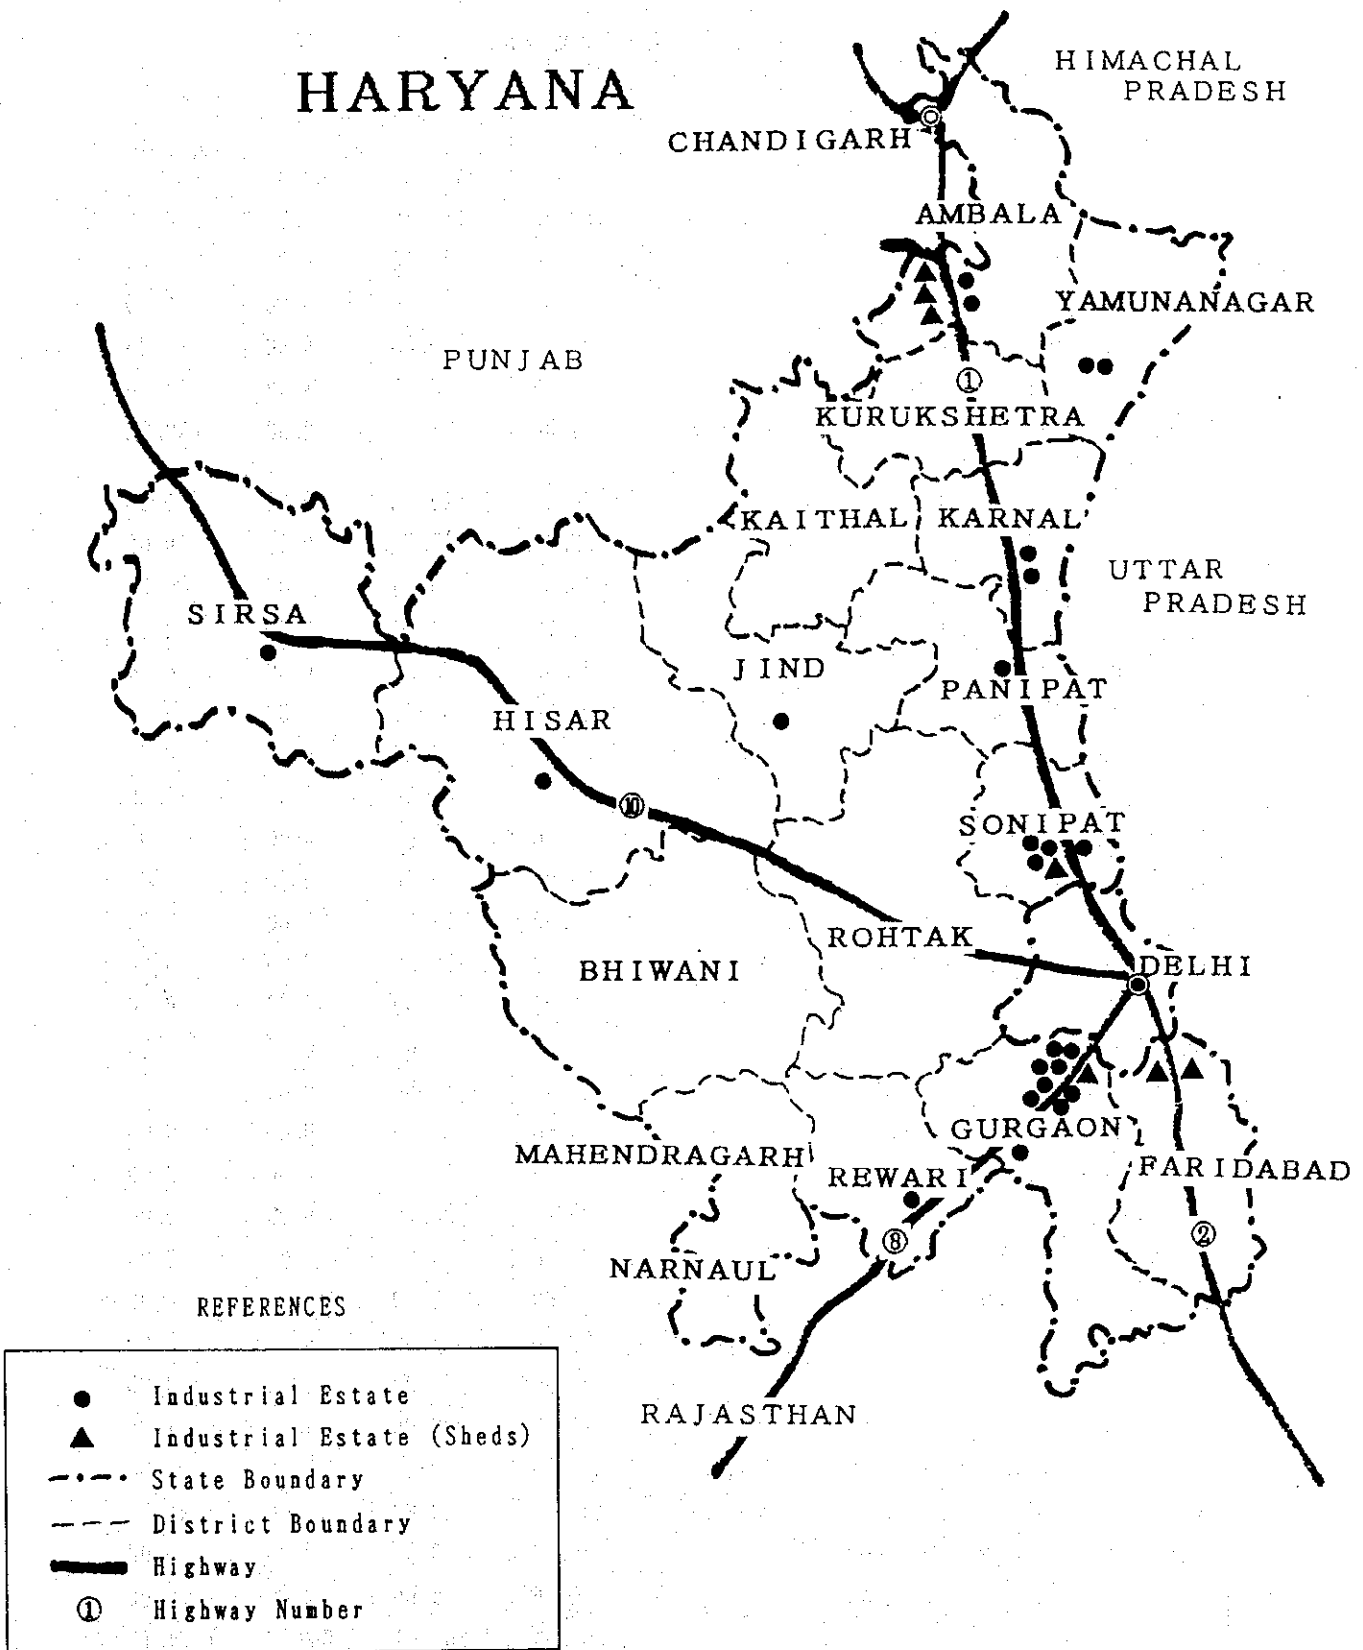 HARYANA
HIMACHAL
PRADESH
CHANDIGARH
AMBALA
YAMUNANAGAR
PUNJAB
①
KURUKSHETRA
KAITHAL
KARNAL
UTTAR
PRADESH
SIRSA
JIND
PANIPAT
HISAR
⑩
SONIPAT
ROHTAK
BHIWANI
DELHI
GURGAON
MAHENDRAGARH
REWARI
FARIDABAD
⑧
②
NARNAUL
RAJASTHAN
REFERENCES
Industrial Estate
Industrial Estate (Sheds)
State Boundary
District Boundary
Highway
① Highway Number